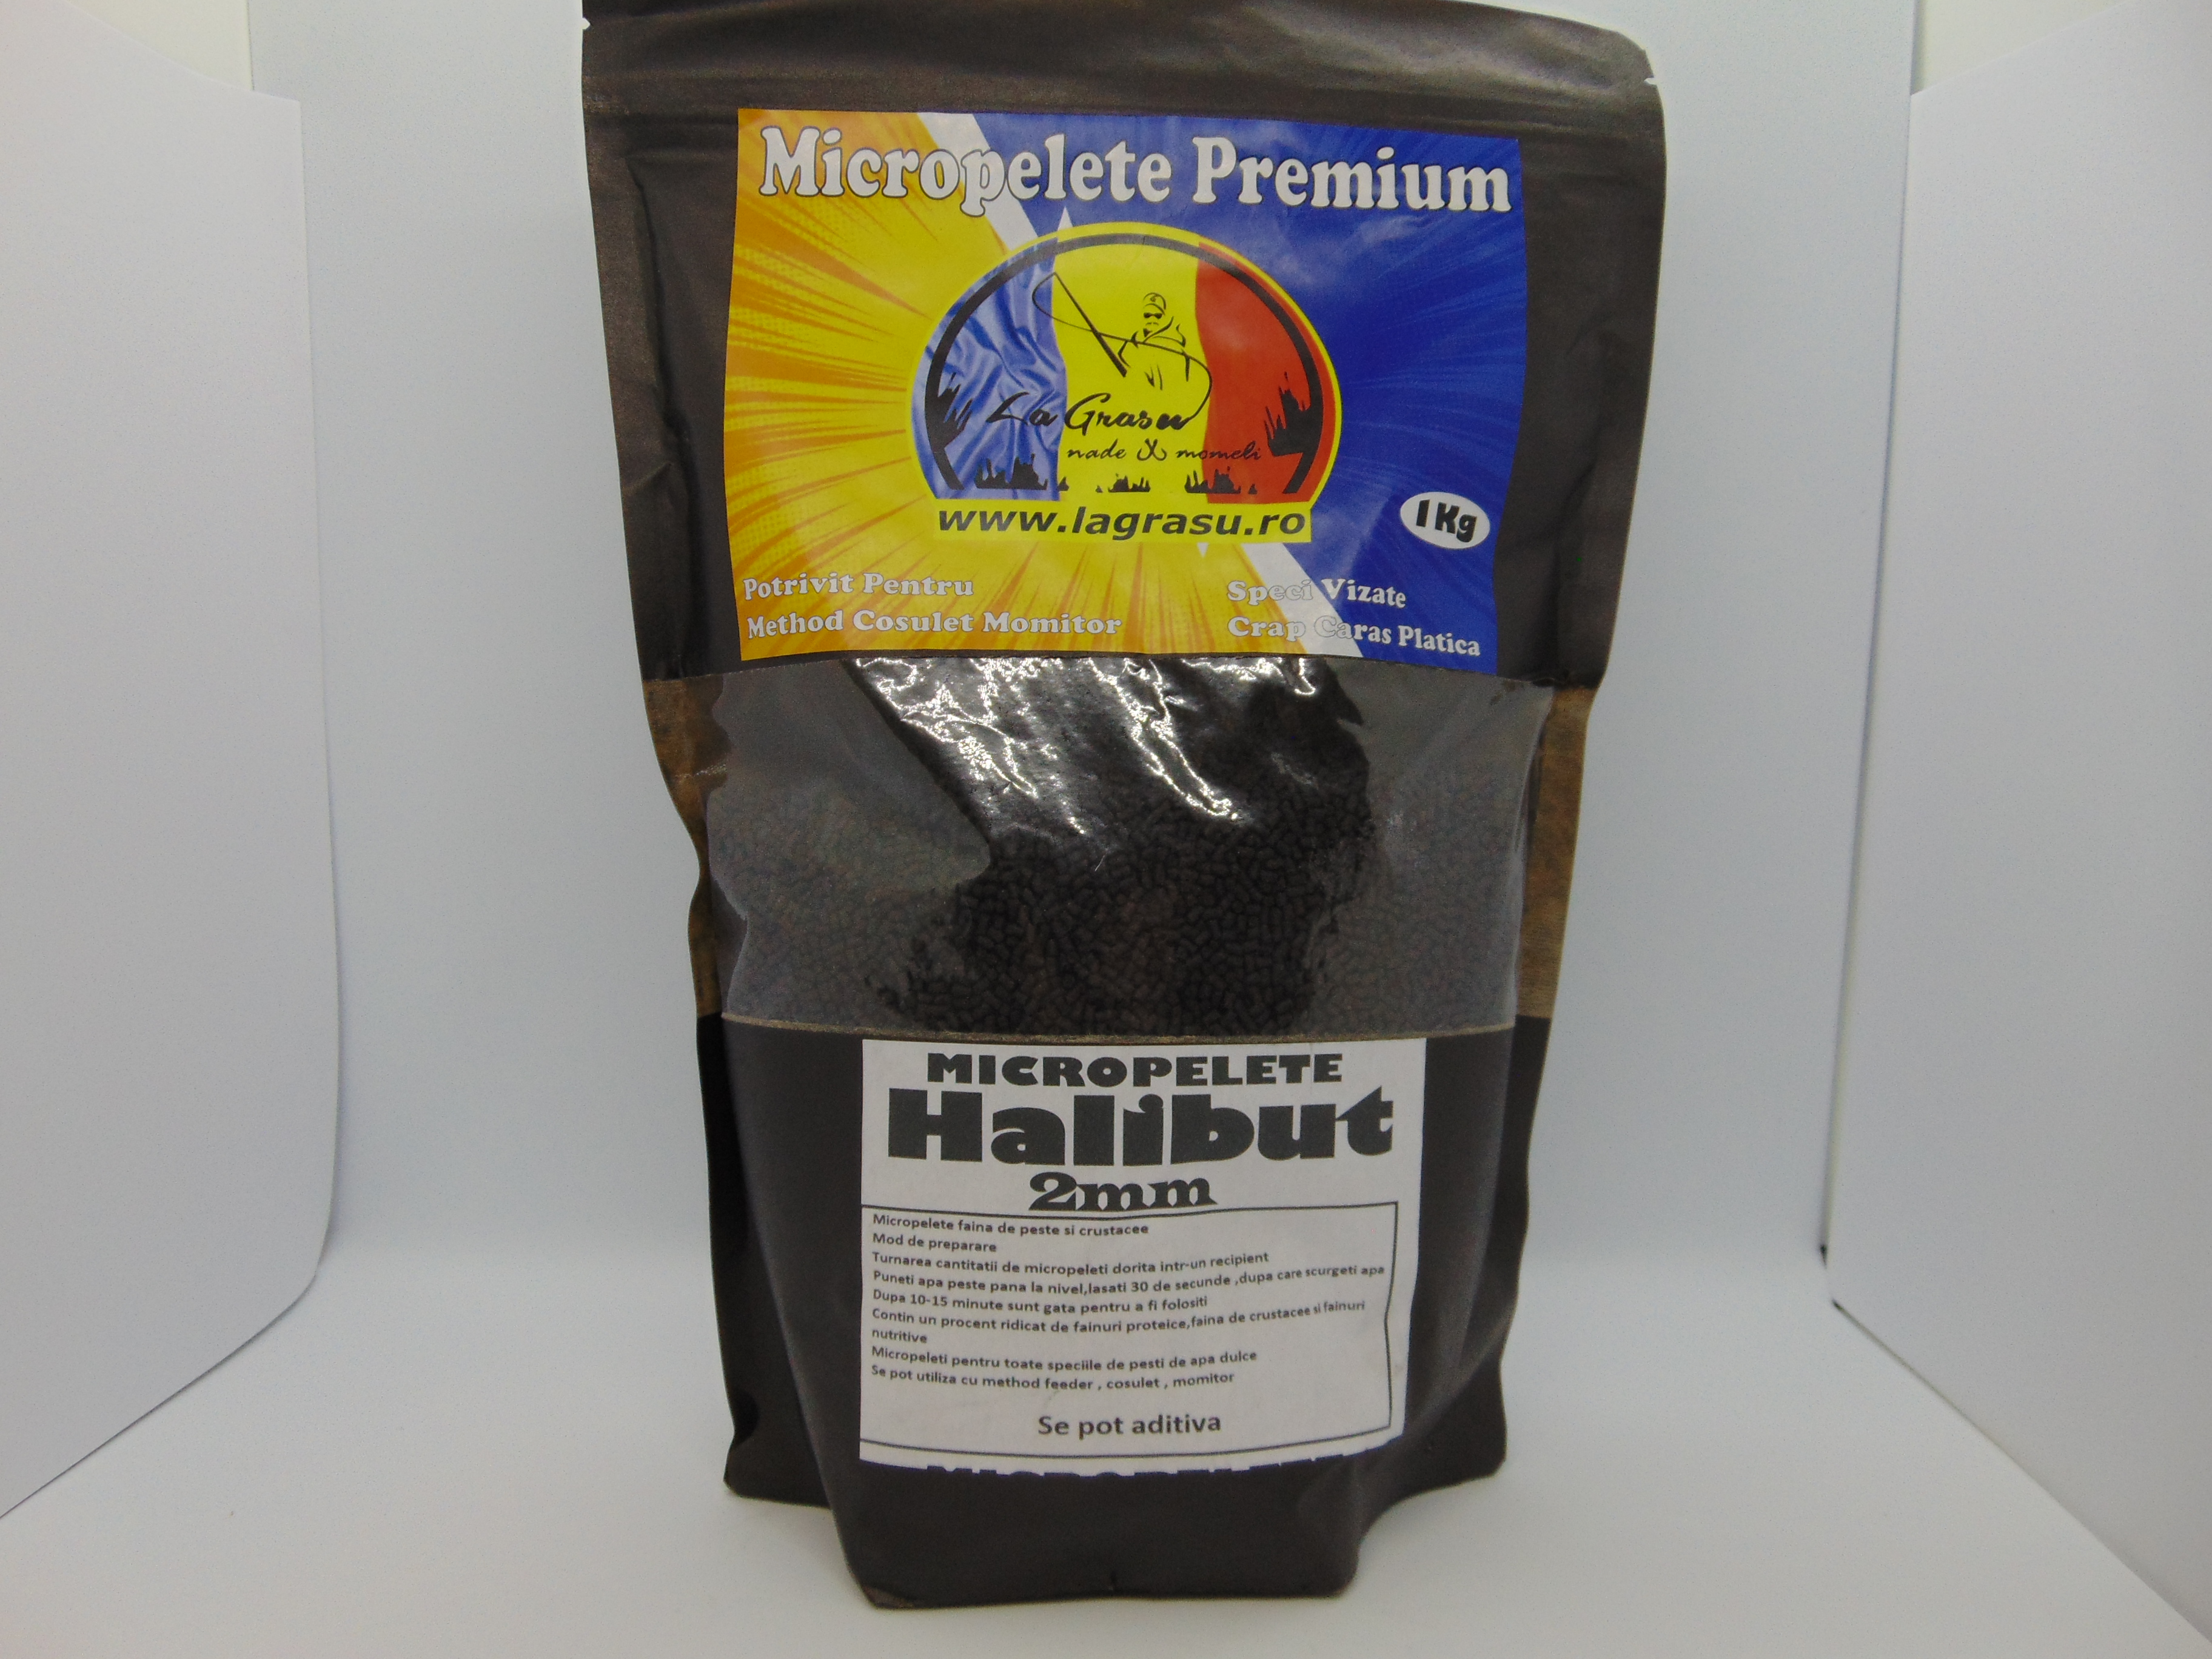 Micropelete Premium
La Grasu
nade & momeli
www.lagrasu.ro
1 Kg
Potrivit Pentru
Method Cosulet Momitor
Speci Vizate
Crap Caras Platica
MICROPELETE
Halibut
2mm
Micropelete faina de peste si crustacee
Mod de preparare
Turnarea cantitatii de micropeleti dorita intr-un recipient
Puneti apa peste pana la nivel,lasati 30 de secunde ,dupa care scurgeti apa
Dupa 10-15 minute sunt gata pentru a fi folositi
Contin un procent ridicat de fainuri proteice,faina de crustacee si fainuri
nutritive
Micropeleti pentru toate speciile de pesti de apa dulce
Se pot utiliza cu method feeder , cosulet , momitor
Se pot aditiva